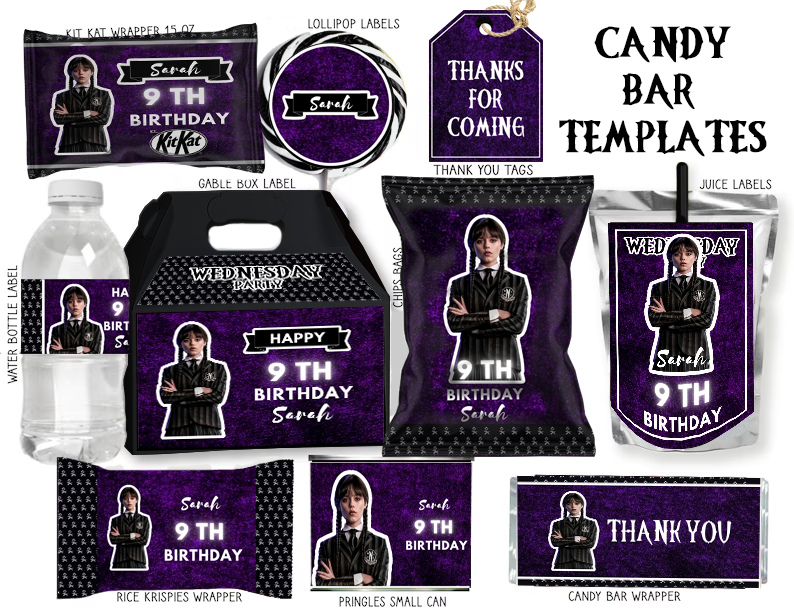 KIT KAT WRAPPER 15 OZ
Sarah
9 TH
BIRTHDAY
KitKat
LOLLIPOP LABELS
Sarah
THANKS
FOR
COMING
THANK YOU TAGS
CANDY
BAR
TEMPLATES
GABLE BOX LABEL
WEDNESDAY
PARTY
HAPPY
9 TH
BIRTHDAY
Sarah
WATER BOTTLE LABEL
HA
9
BIRT
Sa
CHIPS BAGS
9 TH
BIRTHDAY
Sarah
JUICE LABELS
WEDNESDAY
Sarah
9 TH
BIRTHDAY
Sarah
9 TH
BIRTHDAY
RICE KRISPIES WRAPPER
Sarah
9 TH
BIRTHDAY
PRINGLES SMALL CAN
THANK YOU
CANDY BAR WRAPPER